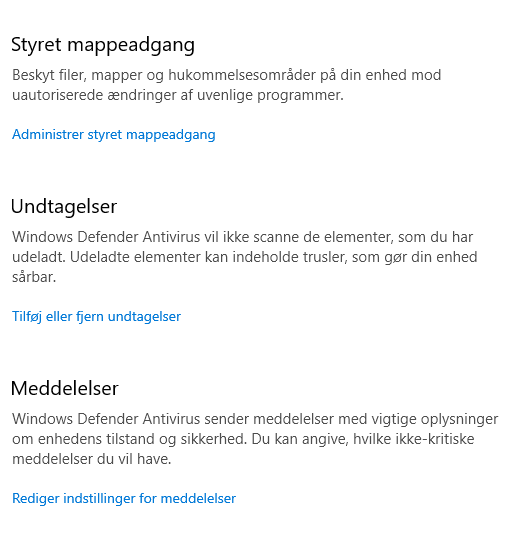 Styret mappeadgang
Beskyt filer, mapper og hukommelsesområder på din enhed mod
uautoriserede ændringer af uvenlige programmer.
Administrer styret mappeadgang
Undtagelser
Windows Defender Antivirus vil ikke scanne de elementer, som du har
udeladt. Udeladte elementer kan indeholde trusler, som gør din enhed
sårbar.
Tilføj eller fjern undtagelser
Meddelelser
Windows Defender Antivirus sender meddelelser med vigtige oplysninger
om enhedens tilstand og sikkerhed. Du kan angive, hvilke ikke-kritiske
meddelelser du vil have.
Rediger indstillinger for meddelelser